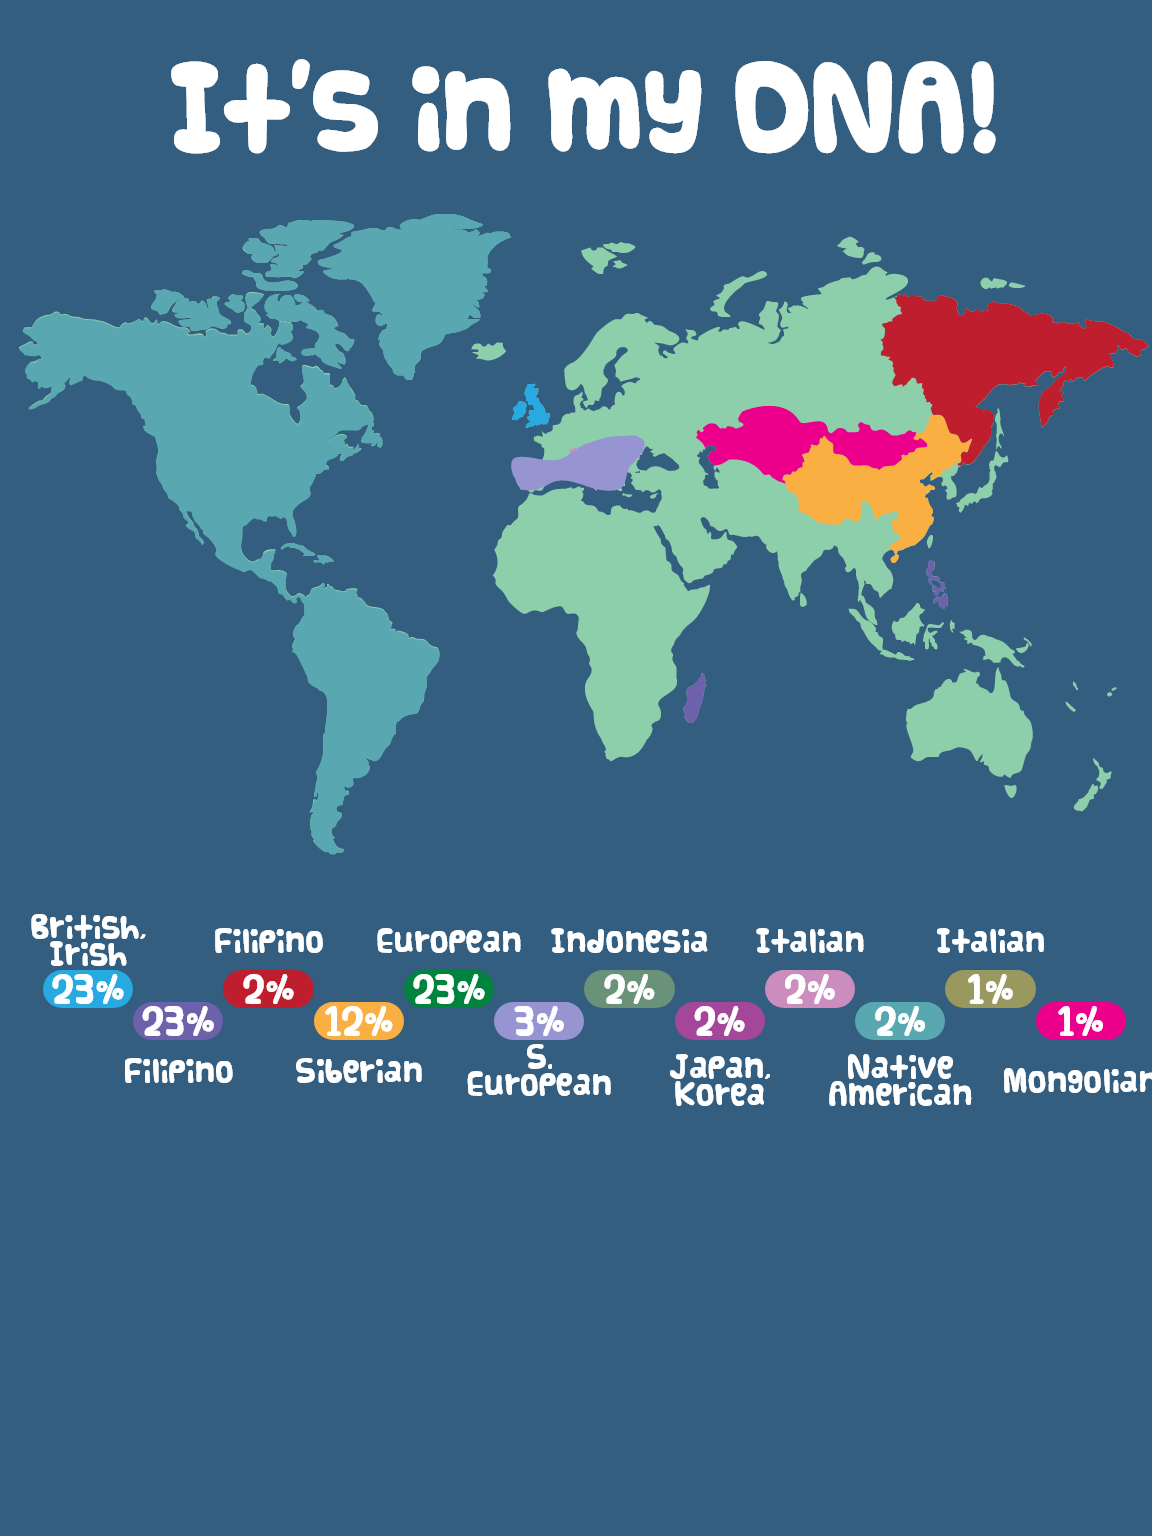 It's in my DNA!
British,
Irish
Filipino
European
Indonesia
Italian
Italian
23%
2%
23%
2%
2%
1%
23%
12%
3%
2%
2%
1%
Filipino
Siberian
S.
European
Japan,
Korea
Native
American
Mongolian